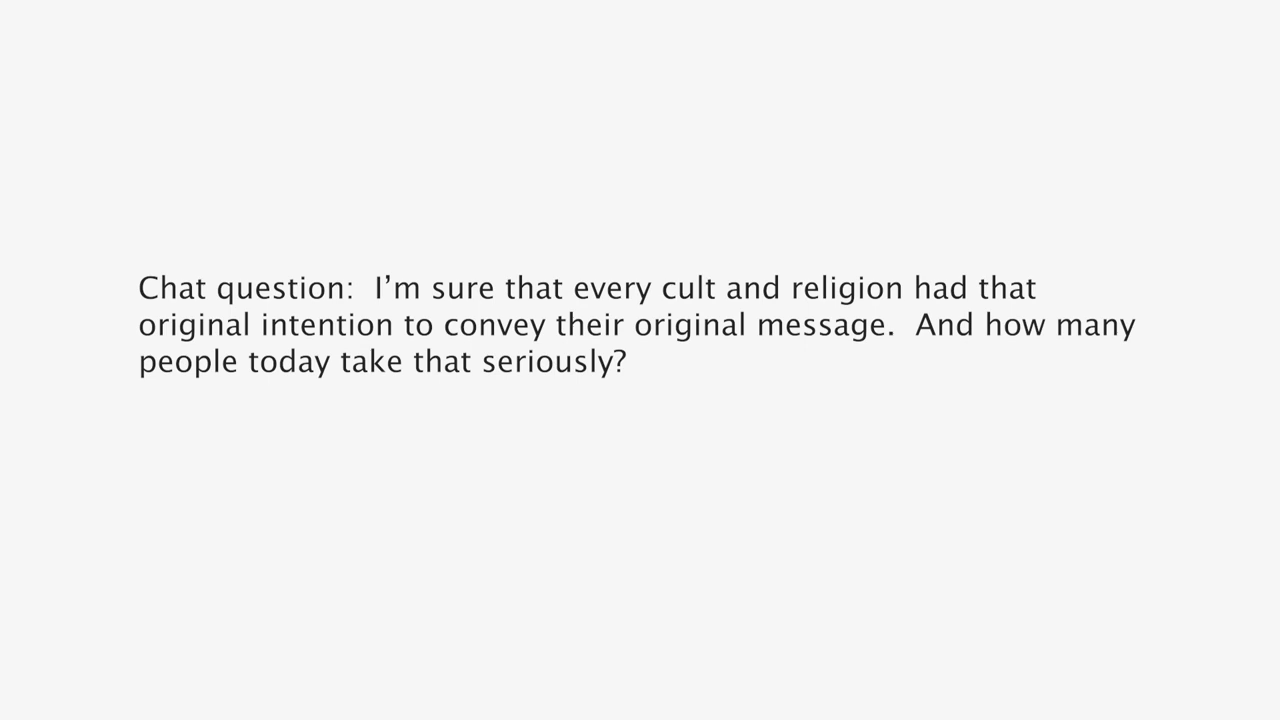 Chat question:  I’m sure that every cult and religion had that
original intention to convey their original message.  And how many
people today take that seriously?